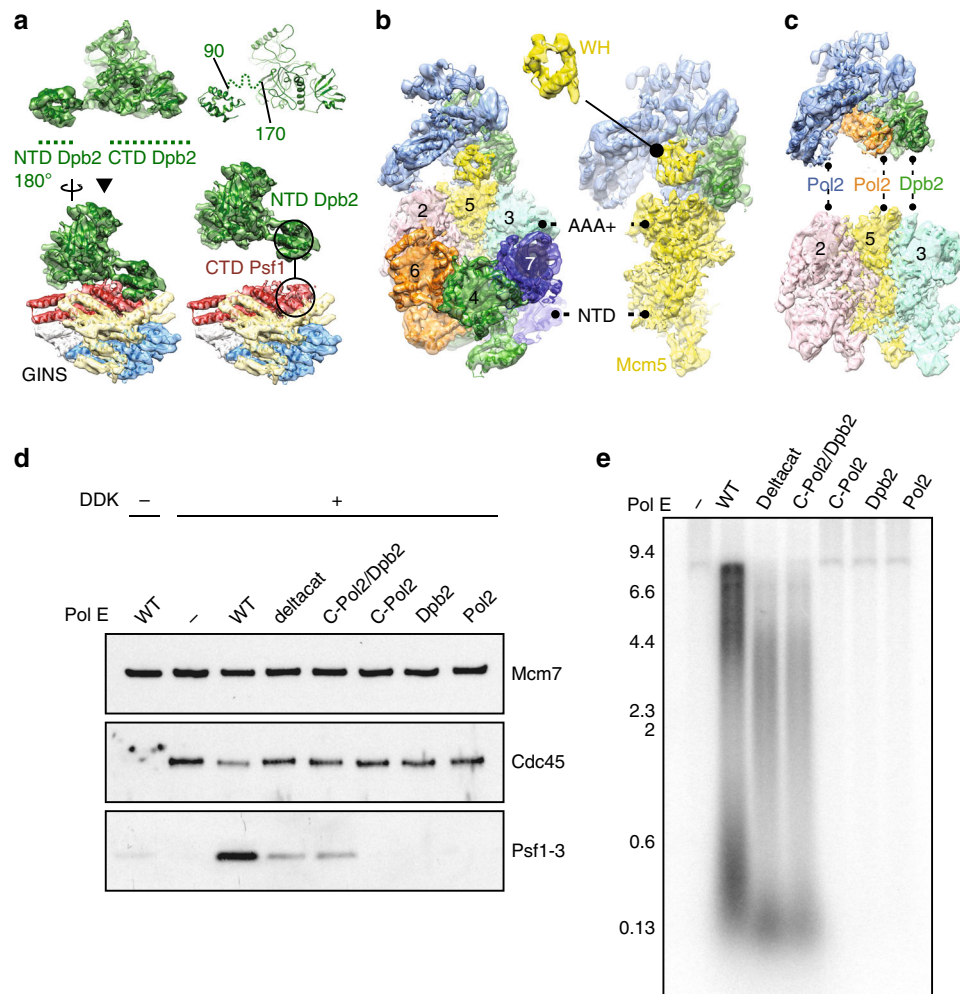 a
90
170
NTD Dpb2
CTD Dpb2
180°
NTD Dpb2
CTD Psf1
GINS
b
WH
2
5
3
AAA+
6
7
4
NTD
Mcm5
c
Pol2
Pol2
Dpb2
2
5
3
d
DDK
–
+
Pol E
WT
–
WT
deltacat
C-Pol2/Dpb2
C-Pol2
Dpb2
Pol2
Mcm7
Cdc45
Psf1-3
e
Pol E
–
WT
Deltacat
C-Pol2/Dpb2
C-Pol2
Dpb2
Pol2
9.4
6.6
4.4
2.3
2
0.6
0.13